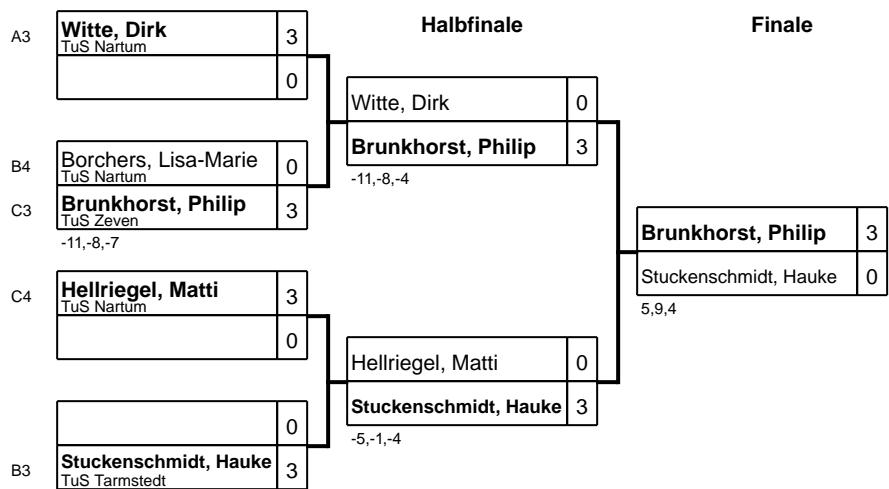 Halbfinale
Finale
A3
Witte, Dirk 3
TuS Nartum
0
B4
Borchers, Lisa-Marie 0
TuS Nartum
C3
Brunkhorst, Philip 3
TuS Zeven
-11,-8,-7
C4
Hellriegel, Matti 3
TuS Nartum
0
0
B3
Stuckenschmidt, Hauke 3
TuS Tarmstedt
Witte, Dirk 0
Brunkhorst, Philip 3
-11,-8,-4
Hellriegel, Matti 0
Stuckenschmidt, Hauke 3
-5,-1,-4
Brunkhorst, Philip 3
Stuckenschmidt, Hauke 0
5,9,4